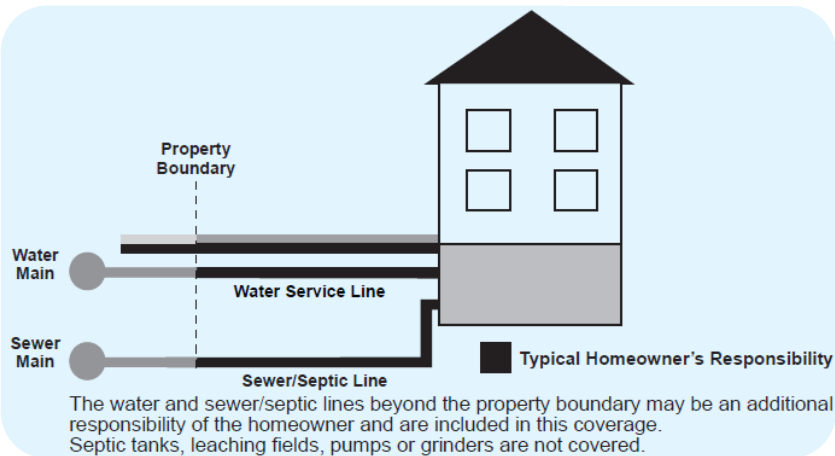 Property
Boundary
Water
Main
Water Service Line
Sewer
Main
Typical Homeowner's Responsibility
Sewer/Septic Line
The water and sewer/septic lines beyond the property boundary may be an additional
responsibility of the homeowner and are included in this coverage.
Septic tanks, leaching fields, pumps or grinders are not covered.